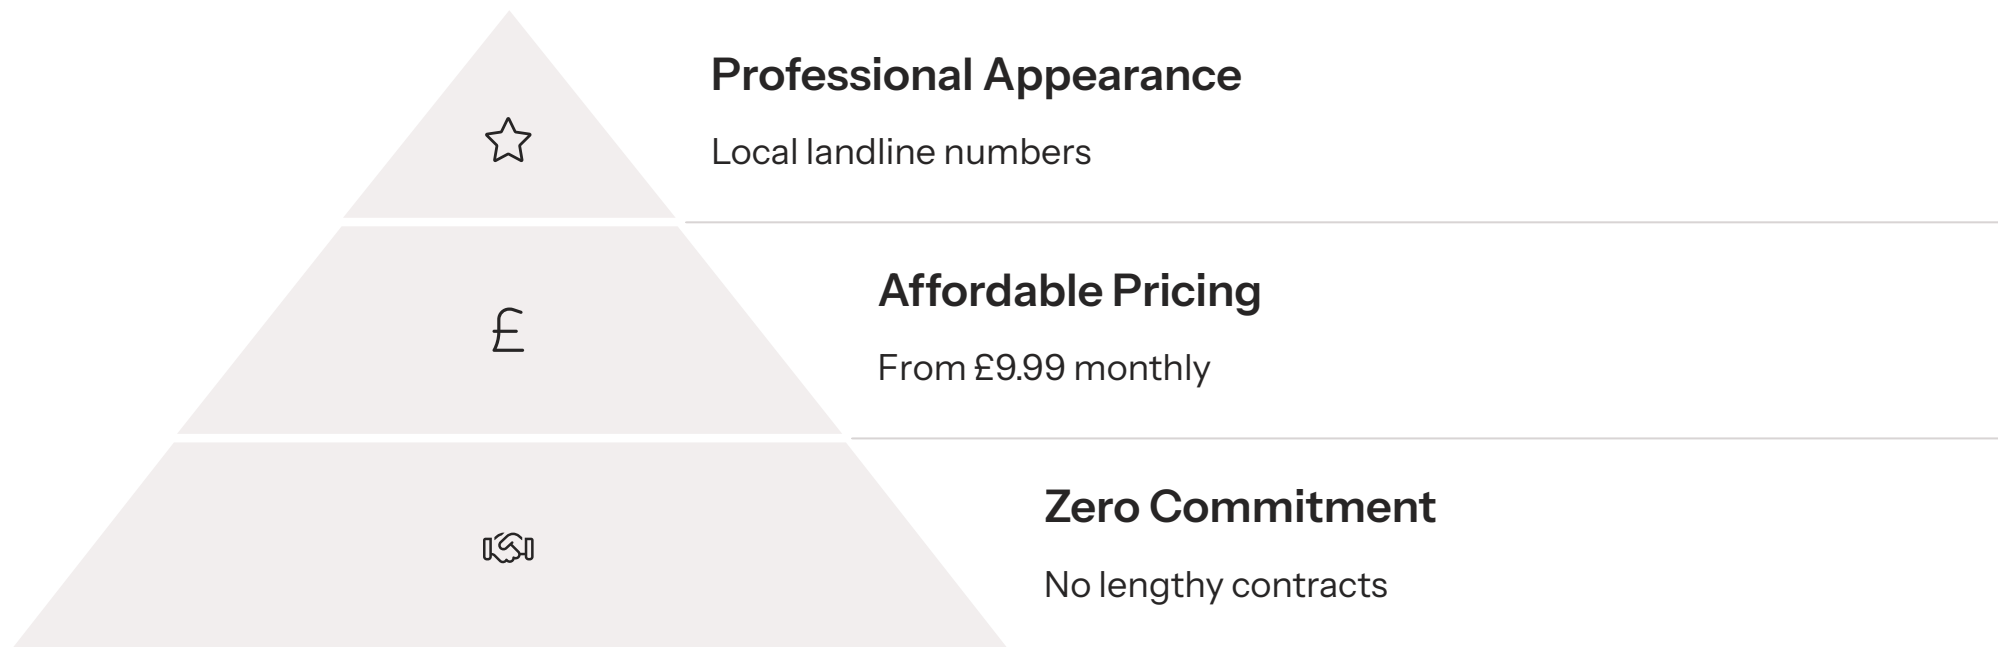 Professional Appearance
Local landline numbers
£
Affordable Pricing
From £9.99 monthly
Zero Commitment
No lengthy contracts